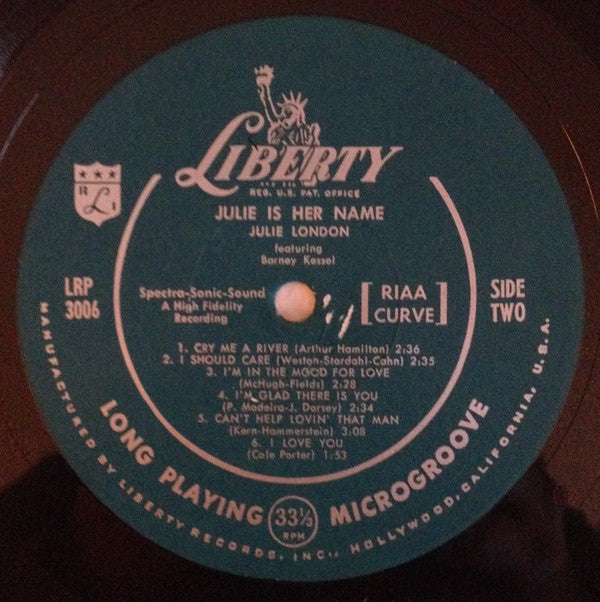 LIBERTY
REG. U.S. PAT. OFFICE
JULIE IS HER NAME
JULIE LONDON
featuring
Barney Kessel
LRP
3006
Spectra-Sonic-Sound
A High Fidelity
Recording
[RIAA
CURVE]
SIDE
TWO
1. CRY ME A RIVER (Arthur Hamilton) 2:36
2. I SHOULD CARE (Weston-Stordahl-Cahn) 2:35
3. I'M IN THE MOOD FOR LOVE
(McHugh-Fields) 2:28
4. I'M GLAD THERE IS YOU
(P. Madeira-J. Dorsey) 2:34
5. CAN'T HELP LOVIN' THAT MAN
(Kern-Hammerstein) 3:08
6. I LOVE YOU
(Cole Porter) 1:53
LONG PLAYING 33⅓ RPM MICROGROOVE
MANUFACTURED BY LIBERTY RECORDS, INC., HOLLYWOOD, CALIFORNIA, U.S.A.